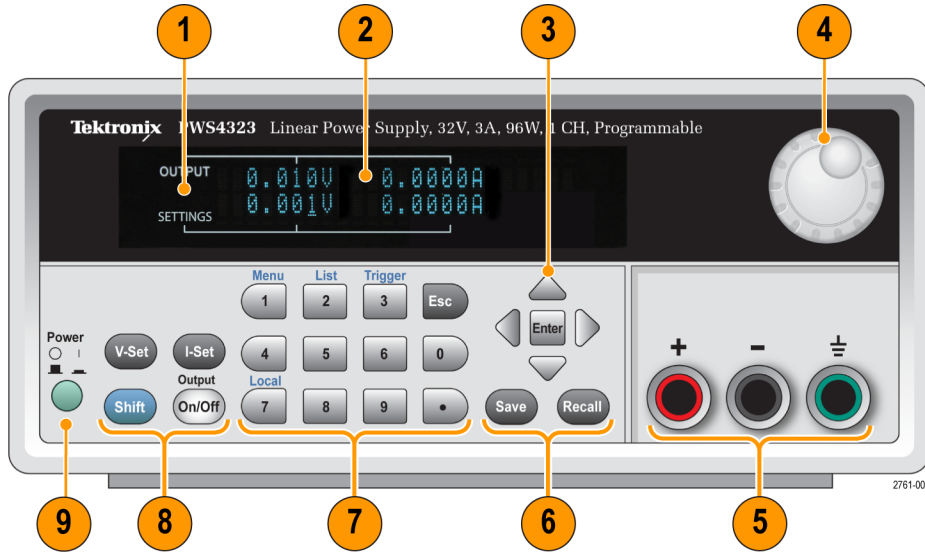 1 2 3 4
Tektronix PWS4323 Linear Power Supply, 32V, 3A, 96W, 1 CH, Programmable
OUTPUT 0.010V 0.0000A
SETTINGS 0.001V 0.0000A
Menu List Trigger
1 2 3 Esc
Enter
Power
V-Set I-Set 4 5 6 0
+ - 
Output Local
Shift On/Off 7 8 9 • Save Recall
2761-00
9 8 7 6 5